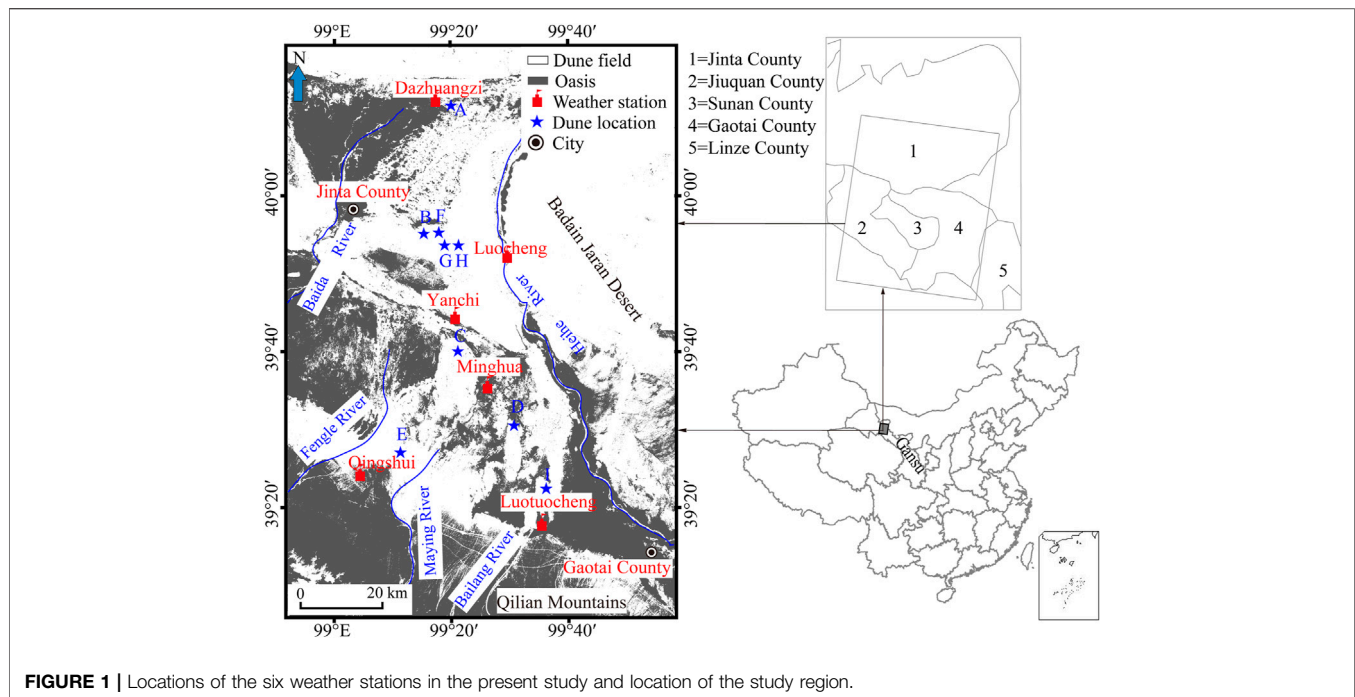 99°E
99°20′
99°40′
N
Dune field
Oasis
Weather station
Dune location
City
Dazhuangzi
A
40°00′
40°00′
Jinta County
B F
G H
Luocheng
Badain Jaran Desert
Baida River
Yanchi
Heihe River
C
39°40′
39°40′
Minghua
D
Fengle River
E
Qingshui
I
Luotuocheng
39°20′
39°20′
Maying River
Bailang River
Gaotai County
0 20 km
Qilian Mountains
99°E
99°20′
99°40′
1=Jinta County
2=Jiuquan County
3=Sunan County
4=Gaotai County
5=Linze County
1
2
3
4
5
Gansu
FIGURE 1 | Locations of the six weather stations in the present study and location of the study region.